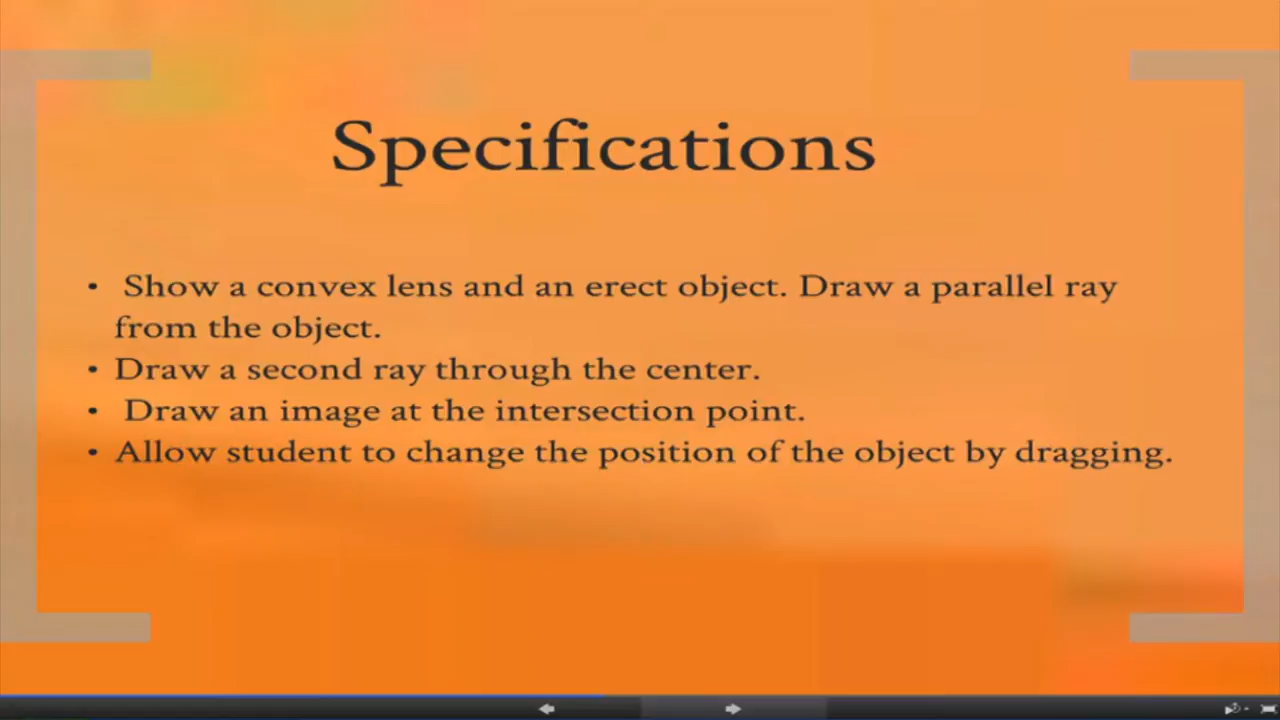 Specifications
• Show a convex lens and an erect object. Draw a parallel ray
from the object.
• Draw a second ray through the center.
• Draw an image at the intersection point.
• Allow student to change the position of the object by dragging.